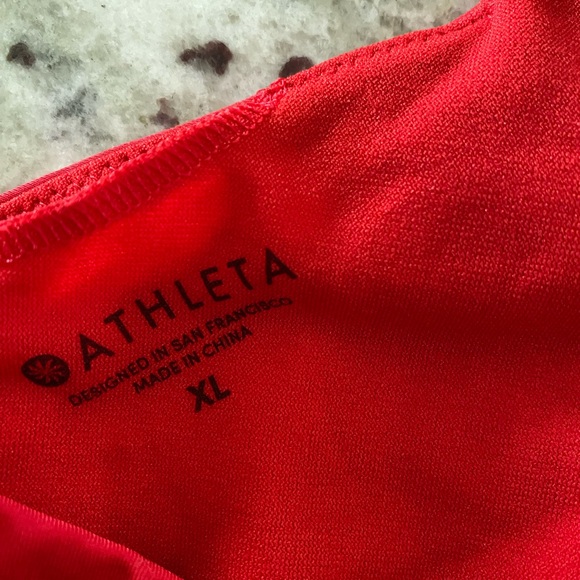 ATHLETA
DESIGNED IN SAN FRANCISCO
MADE IN CHINA
XL